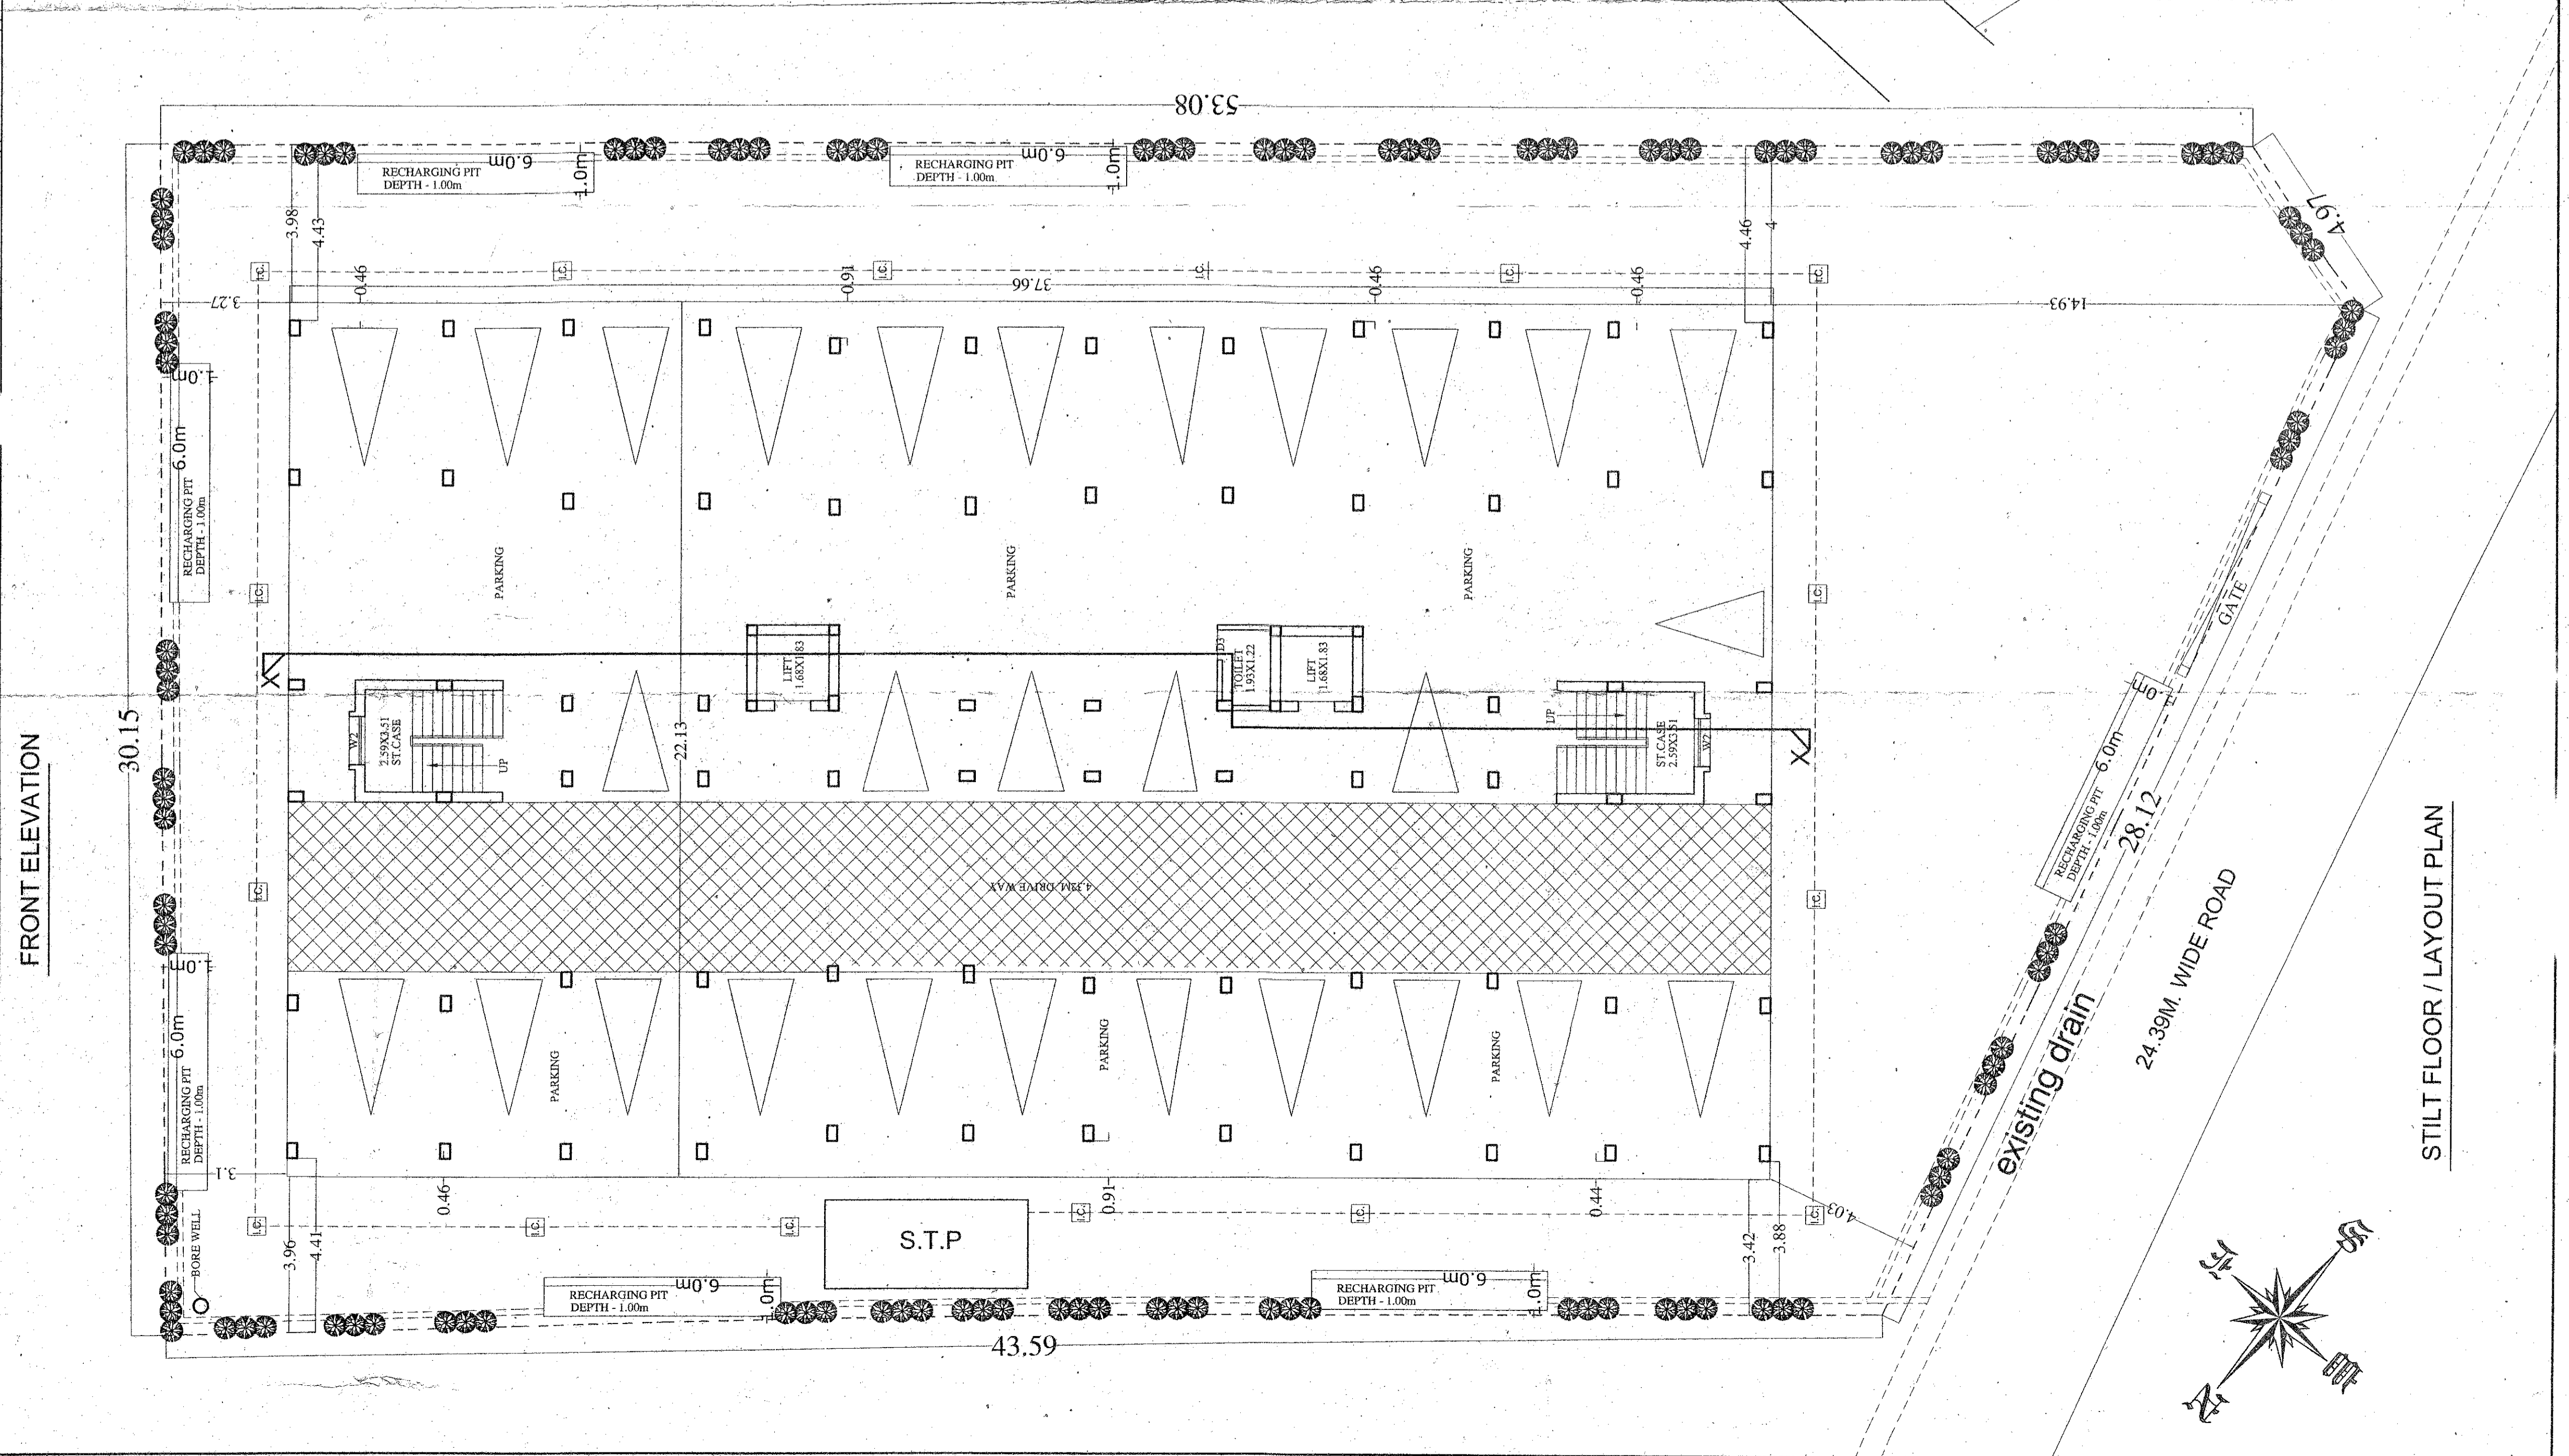 53.08
RECHARGING PIT
DEPTH - 1.00m
6.0m
1.0m
RECHARGING PIT
DEPTH - 1.00m
6.0m
1.0m
4.97
3.98
4.43
4.46
4
I.C.
I.C.
I.C.
I.C.
I.C.
I.C.
0.46
0.91
0.46
0.46
37.66
3.27
14.93
1.0m
6.0m
RECHARGING PIT
DEPTH - 1.00m
PARKING
PARKING
PARKING
I.C.
I.C.
GATE
LIFT
1.68X1.83
D3
TOILET
1.93X1.22
LIFT
1.68X1.83
X
X
W2
2.59X3.51
ST.CASE
UP
22.13
UP
ST.CASE
2.59X3.51
W2
30.15
FRONT ELEVATION
1.0m
6.0m
RECHARGING PIT
DEPTH - 1.00m
28.12
4.32M DRIVE WAY
I.C.
I.C.
24.39M. WIDE ROAD
existing drain
STILT FLOOR / LAYOUT PLAN
1.0m
6.0m
RECHARGING PIT
DEPTH - 1.00m
PARKING
PARKING
PARKING
3.1
0.46
0.91
0.44
4.03
I.C.
I.C.
I.C.
I.C.
I.C.
I.C.
S.T.P
BORE WELL
3.96
4.41
3.42
3.88
RECHARGING PIT
DEPTH - 1.00m
6.0m
1.0m
RECHARGING PIT
DEPTH - 1.00m
6.0m
1.0m
43.59
S
E
N